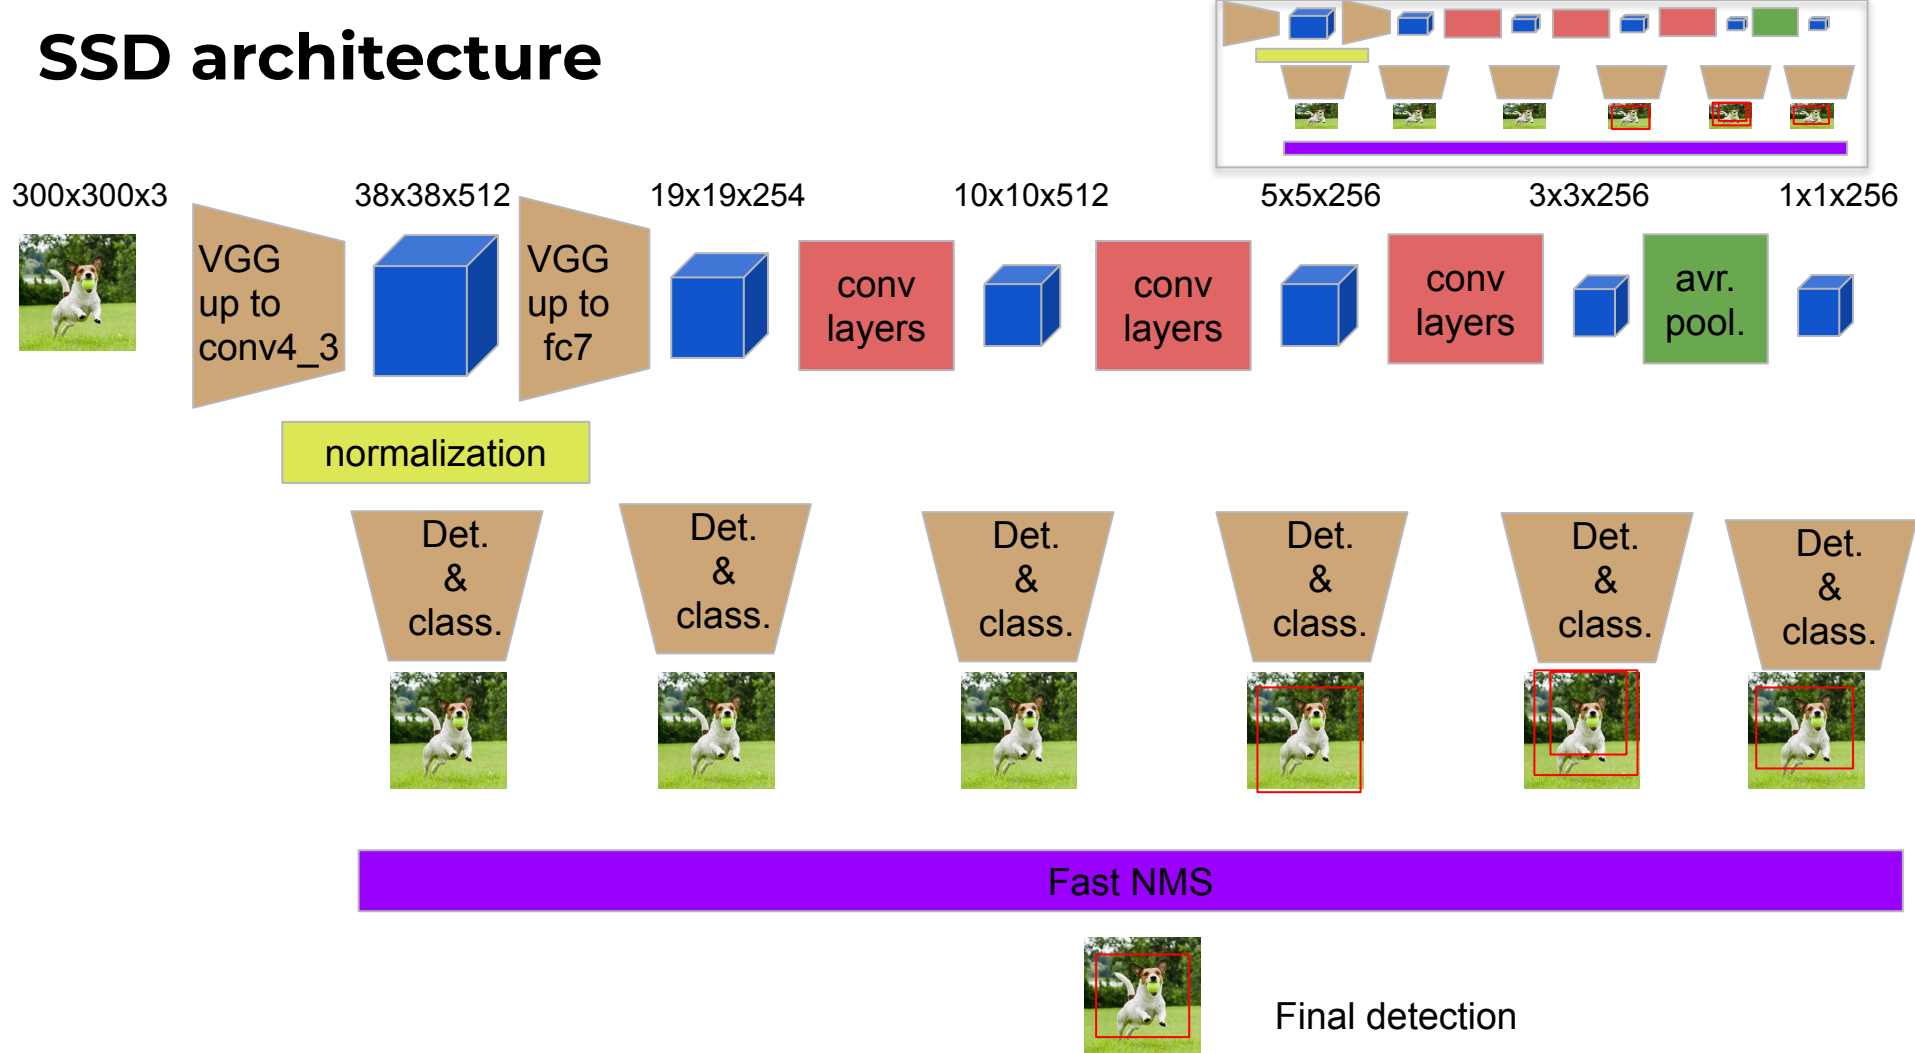 SSD architecture
300x300x3
38x38x512
19x19x254
10x10x512
5x5x256
3x3x256
1x1x256
VGG
up to
conv4_3
VGG
up to
fc7
conv
layers
conv
layers
conv
layers
avr.
pool.
normalization
Det.
&
class.
Det.
&
class.
Det.
&
class.
Det.
&
class.
Det.
&
class.
Det.
&
class.
Fast NMS
Final detection